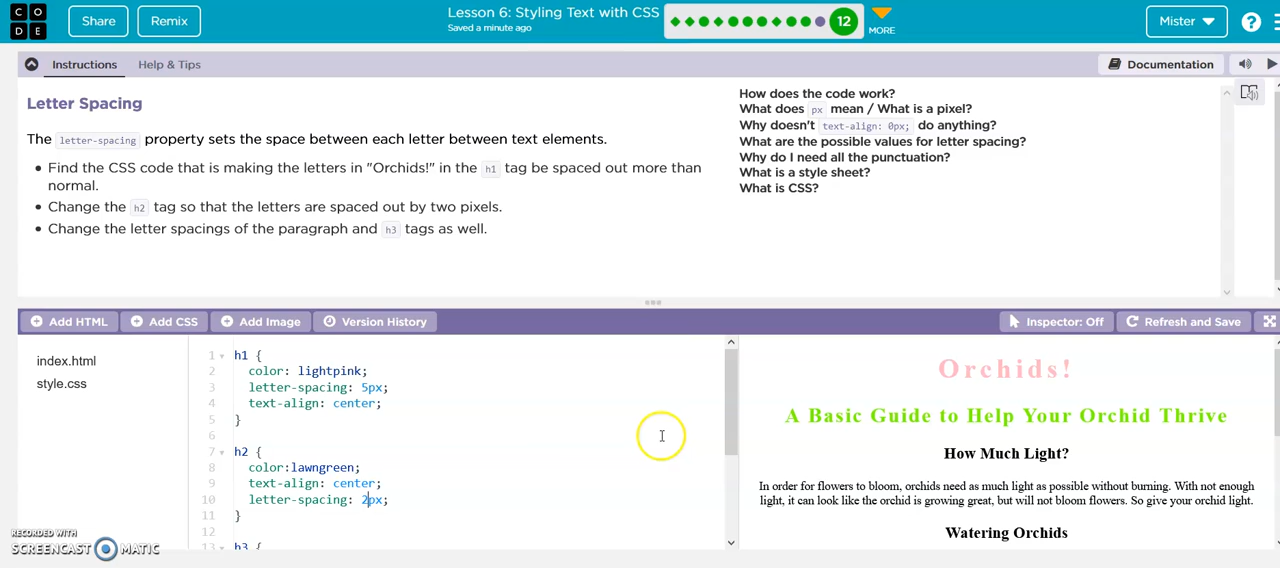 CO
DE
Share
Remix
Lesson 6: Styling Text with CSS
Saved a minute ago
12
MORE
Mister
?
Instructions
Help & Tips
Documentation
Letter Spacing
The letter-spacing property sets the space between each letter between text elements.
Find the CSS code that is making the letters in "Orchids!" in the h1 tag be spaced out more than
normal.
Change the h2 tag so that the letters are spaced out by two pixels.
Change the letter spacings of the paragraph and h3 tags as well.
How does the code work?
What does px mean / What is a pixel?
Why doesn't text-align: 0px; do anything?
What are the possible values for letter spacing?
Why do I need all the punctuation?
What is a style sheet?
What is CSS?
Add HTML
Add CSS
Add Image
Version History
Inspector: Off
Refresh and Save
index.html
style.css
1 h1 {
2 color: lightpink;
3 letter-spacing: 5px;
4 text-align: center;
5 }
6
7 h2 {
8 color:lawngreen;
9 text-align: center;
10 letter-spacing: 2px;
11 }
12
13 h3 {
Orchids!
A Basic Guide to Help Your Orchid Thrive
How Much Light?
In order for flowers to bloom, orchids need as much light as possible without burning. With not enough
light, it can look like the orchid is growing great, but will not bloom flowers. So give your orchid light.
Watering Orchids
RECORDED WITH
SCREENCAST MATIC